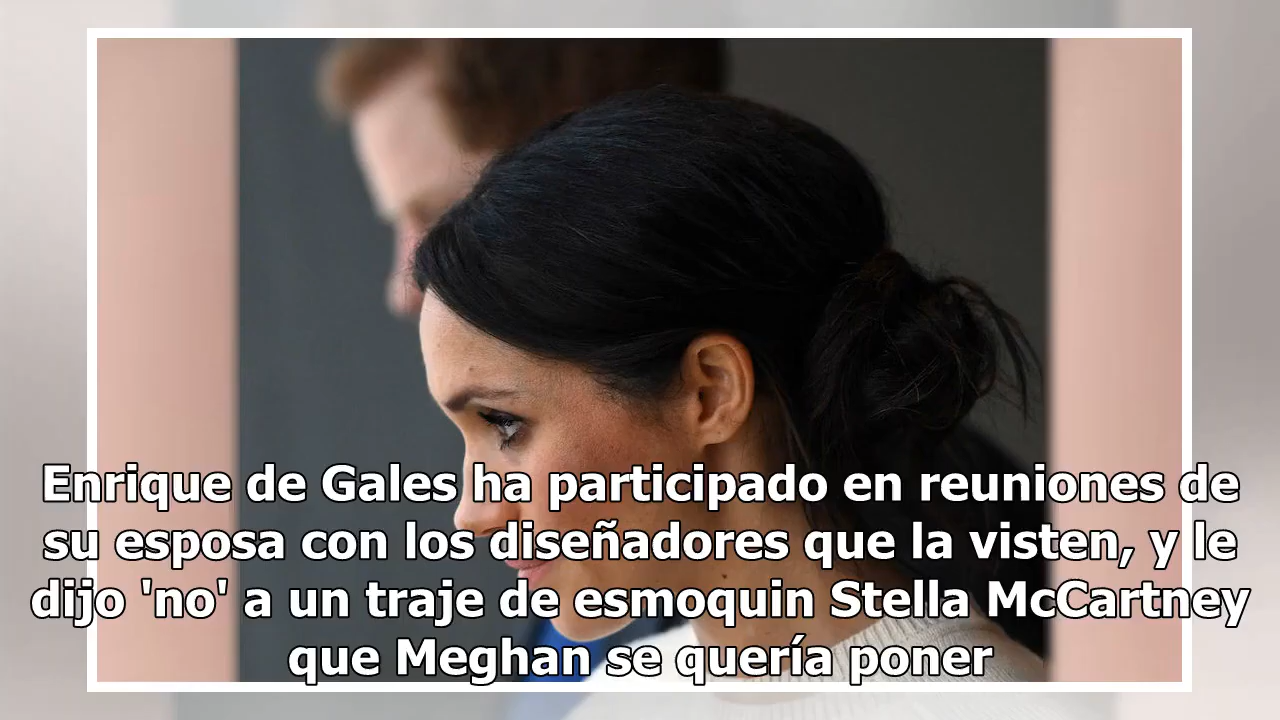 Enrique de Gales ha participado en reuniones de
su esposa con los diseñadores que la visten, y le
dijo 'no' a un traje de esmoquin Stella McCartney
que Meghan se quería poner